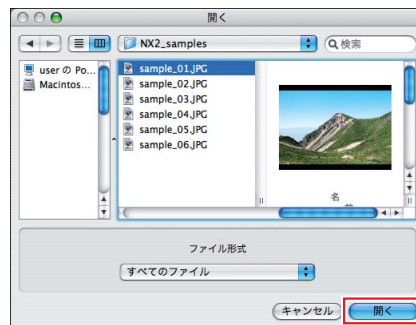 開く
NX2_samples
検索
user の Po...
Macintos...
sample_01.JPG
sample_02.JPG
sample_03.JPG
sample_04.JPG
sample_05.JPG
sample_06.JPG
名
ファイル形式
すべてのファイル
キャンセル
開く